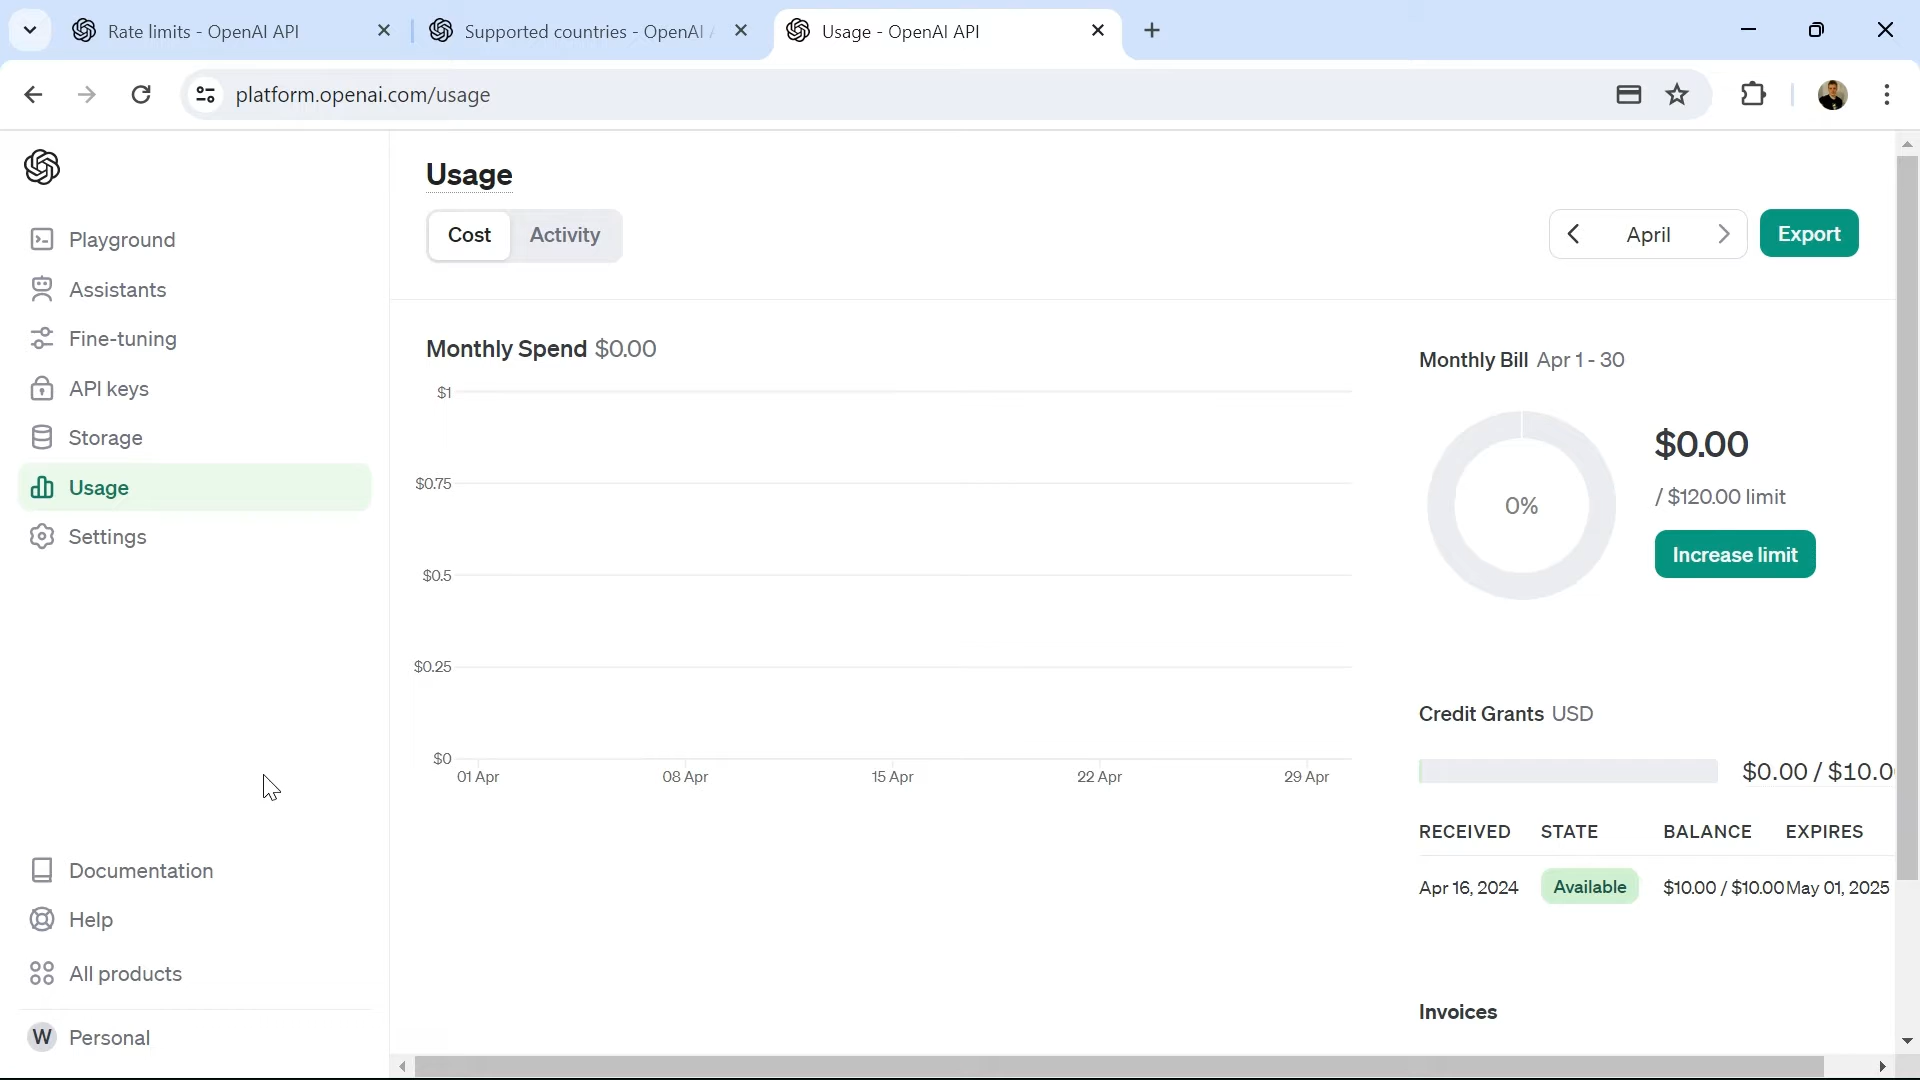 Rate limits - OpenAI API
Supported countries - OpenAI
Usage - OpenAI API
platform.openai.com/usage
Playground
Assistants
Fine-tuning
API keys
Storage
Usage
Settings
Documentation
Help
All products
W Personal
Usage
Cost Activity
April
Export
Monthly Spend $0.00
$1
$0.75
$0.5
$0.25
$0
01 Apr 08 Apr 15 Apr 22 Apr 29 Apr
Monthly Bill Apr 1 - 30
0%
$0.00
/ $120.00 limit
Increase limit
Credit Grants USD
$0.00 / $10.0
RECEIVED STATE BALANCE EXPIRES
Apr 16, 2024 Available $10.00 / $10.00 May 01, 2025
Invoices